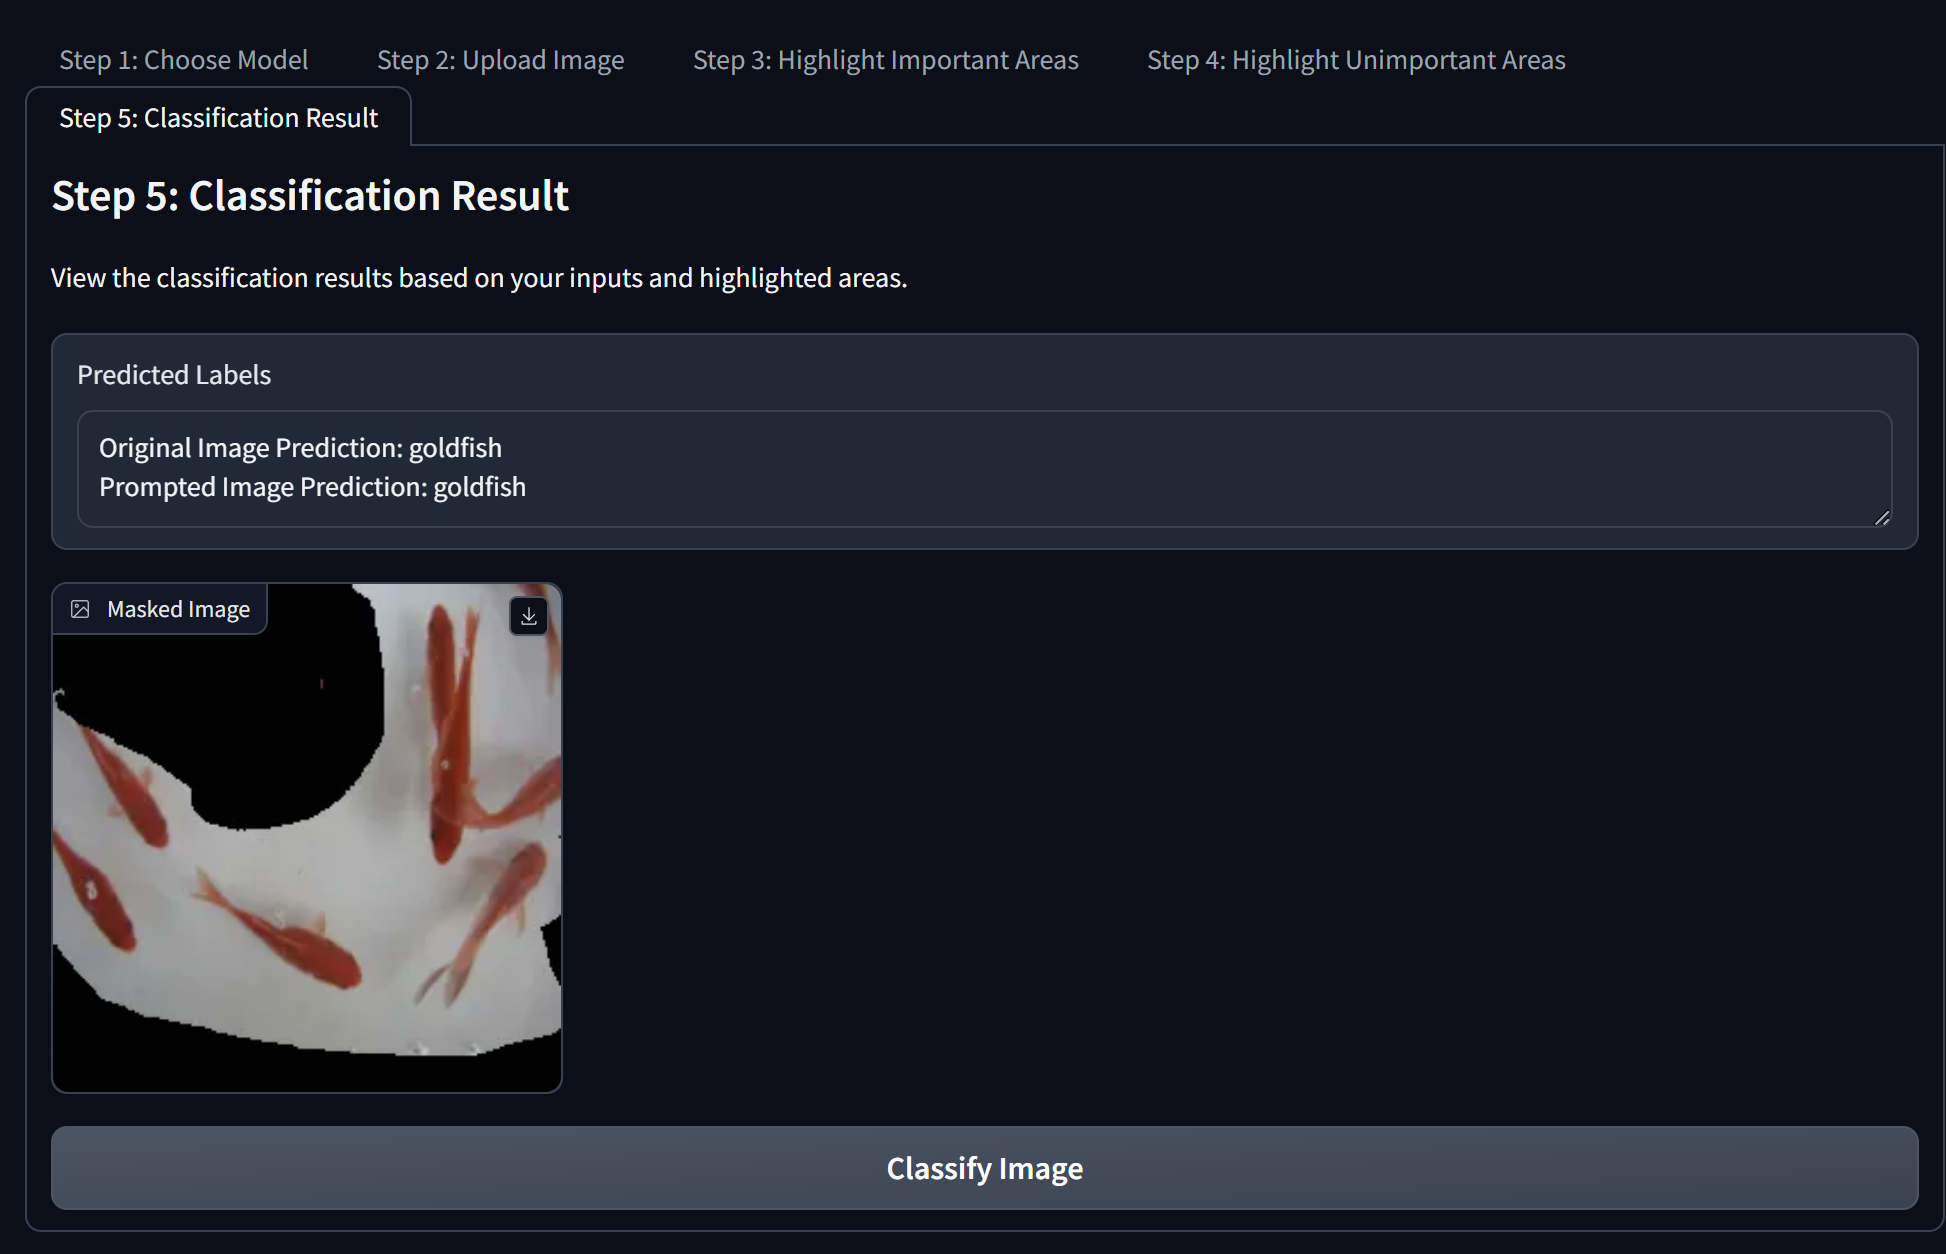 Step 1: Choose Model
Step 2: Upload Image
Step 3: Highlight Important Areas
Step 4: Highlight Unimportant Areas
Step 5: Classification Result
Step 5: Classification Result
View the classification results based on your inputs and highlighted areas.
Predicted Labels
Original Image Prediction: goldfish
Prompted Image Prediction: goldfish
Masked Image
Classify Image